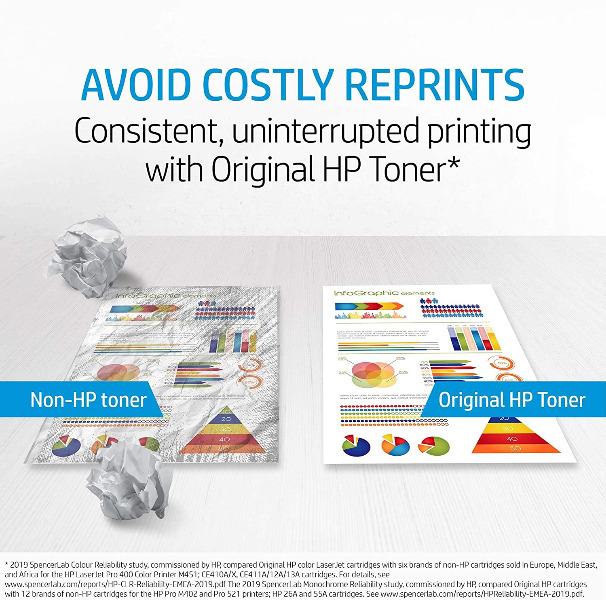 AVOID COSTLY REPRINTS
Consistent, uninterrupted printing
with Original HP Toner*
InfoGraphic elements
InfoGraphic elements
Non-HP toner
Original HP Toner
20
40
20
40
* 2019 SpencerLab Colour Reliability study, commissioned by HP, compared Original HP color LaserJet cartridges with six brands of non-HP cartridges sold in Europe, Middle East,
and Africa for the HP LaserJet Pro 400 Color Printer M451; CE410A/X, CE411A/12A/13A cartridges. For details, see
www.spencerlab.com/reports/HP-CLR-Reliability-EMEA-2019.pdf The 2019 SpencerLab Monochrome Reliability study, commissioned by HP, compared Original HP cartridges
with 12 brands of non-HP cartridges for the HP Pro M402 and Pro 521 printers; HP 26A and 55A cartridges. See www.spencerlab.com/reports/HPReliability-EMEA-2019.pdf.